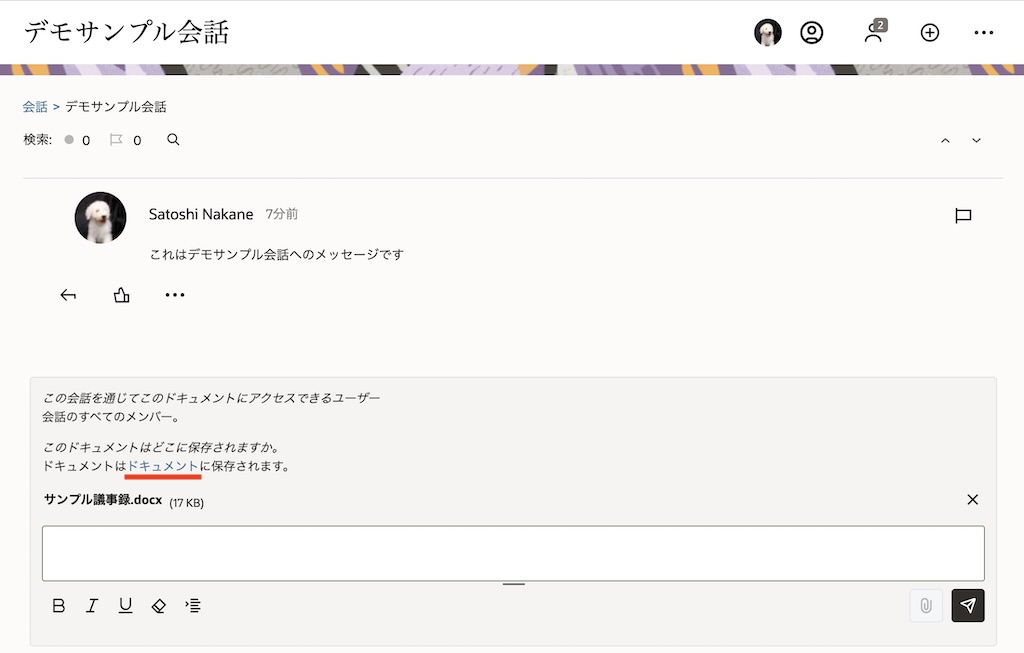 デモサンプル会話
2
会話 > デモサンプル会話
検索: 0 0
Satoshi Nakane 7分前
これはデモサンプル会話へのメッセージです
この会話を通じてこのドキュメントにアクセスできるユーザー
会話のすべてのメンバー。
このドキュメントはどこに保存されますか。
ドキュメントはドキュメントに保存されます。
サンプル議事録.docx (17 KB)
B I U